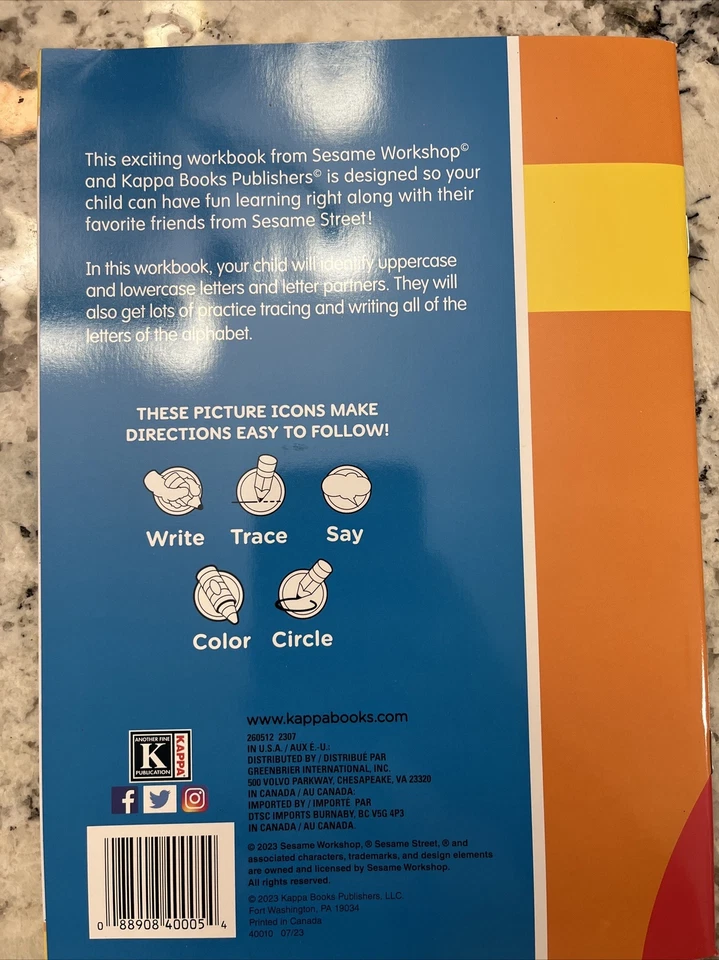 This exciting workbook from Sesame Workshop©
and Kappa Books Publishers© is designed so your
child can have fun learning right along with their
favorite friends from Sesame Street!
In this workbook, your child will identify uppercase
and lowercase letters and letter partners. They will
also get lots of practice tracing and writing all of the
letters of the alphabet.
THESE PICTURE ICONS MAKE
DIRECTIONS EASY TO FOLLOW!
Write Trace Say
Color Circle
www.kappabooks.com
260512 2307
IN U.S.A. / AUX É.-U.:
DISTRIBUTED BY / DISTRIBUÉ PAR
GREENBRIER INTERNATIONAL, INC.
500 VOLVO PARKWAY, CHESAPEAKE, VA 23320
IN CANADA / AU CANADA:
IMPORTED BY / IMPORTÉ PAR
DTSC IMPORTS BURNABY, BC V5G 4P3
IN CANADA / AU CANADA.
ANOTHER FINE
K
PUBLICATION
KAPPA
© 2023 Sesame Workshop, ® Sesame Street, ® and
associated characters, trademarks, and design elements
are owned and licensed by Sesame Workshop.
All rights reserved.
© 2023 Kappa Books Publishers, LLC.
Fort Washington, PA 19034
Printed in Canada
40010 07/23
0 88908 40005 4